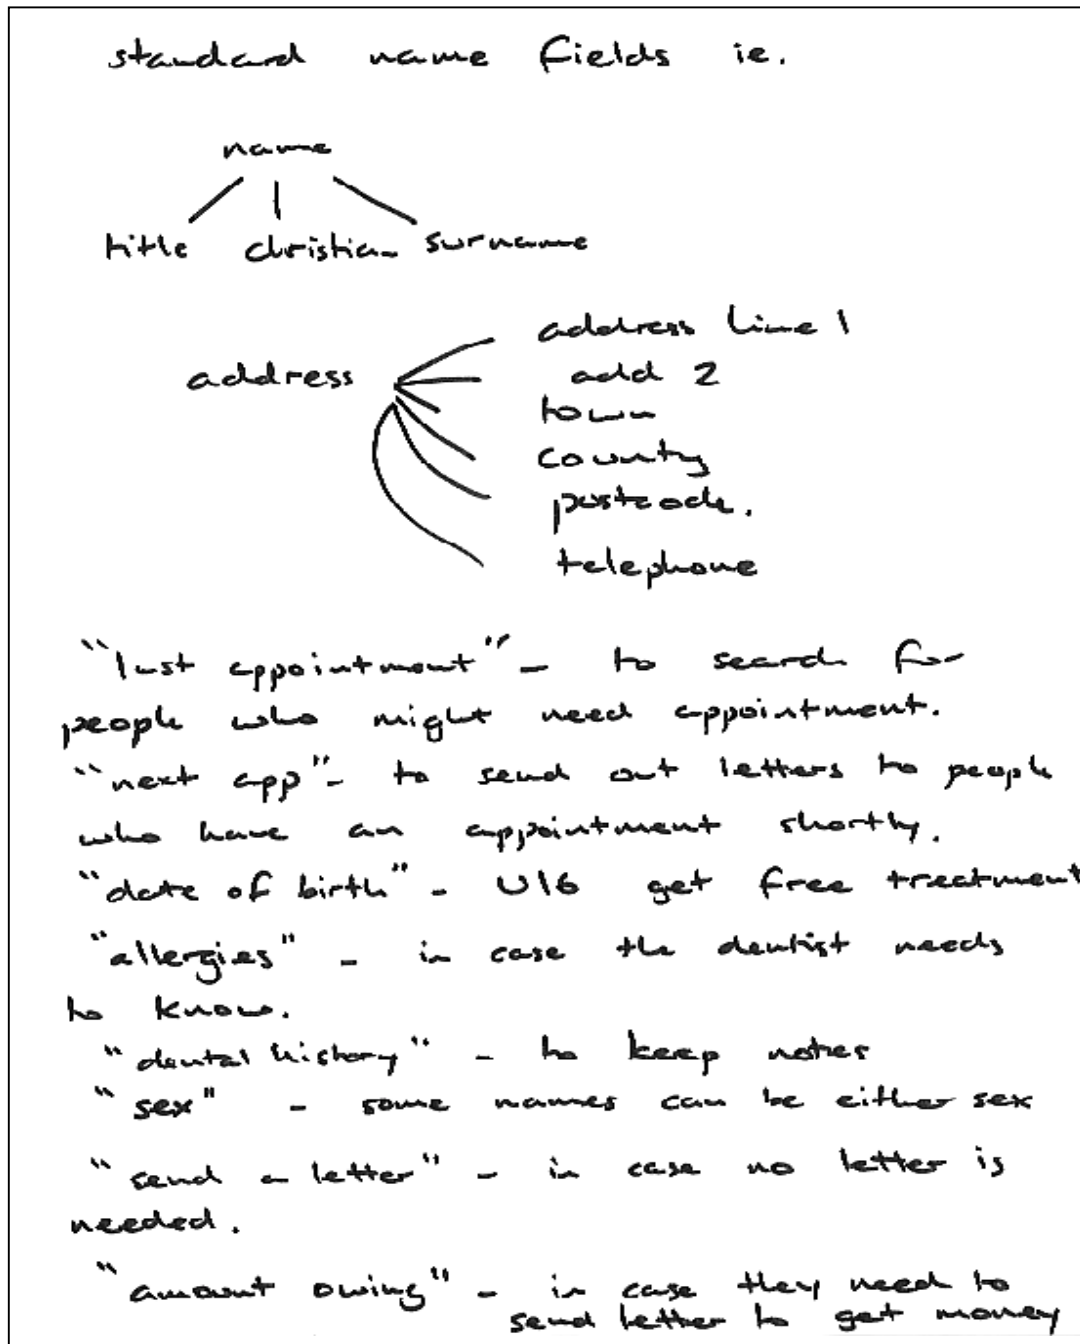 standard name fields ie.
name
title christian surname
address
address line 1
add 2
town
county
postcode.
telephone
"last appointment" - to search for
people who might need appointment.
"next app" - to send out letters to people
who have an appointment shortly.
"date of birth" - U16 get free treatment
"allergies" - in case the dentist needs
to know.
"dental history" - to keep notes
"sex" - some names can be either sex
"send a letter" - in case no letter is
needed.
"amount owing" - in case they need to
send letter to get money